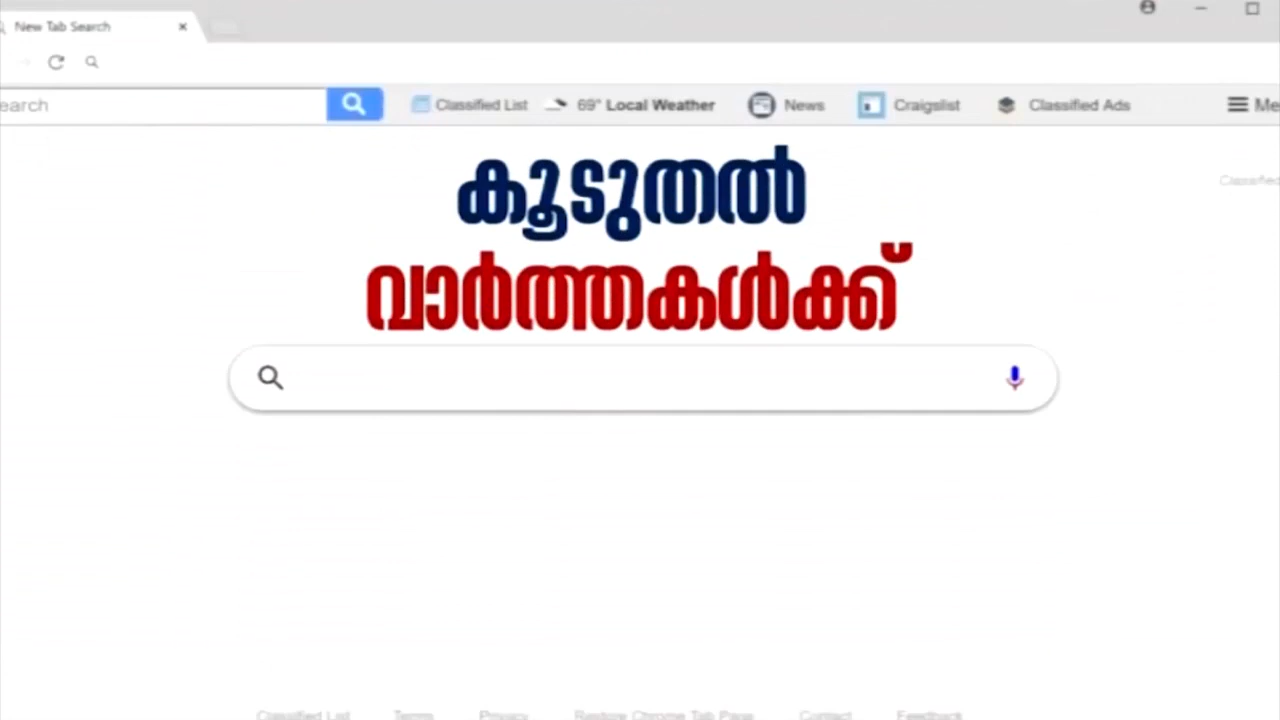 New Tab Search
earch
Classified List
69° Local Weather
News
Craigslist
Classified Ads
Me
Classified
കൂടുതൽ
വാർത്തകൾക്ക്
Classified List Terms Privacy Restore Chrome Tab Page Contact Feedback